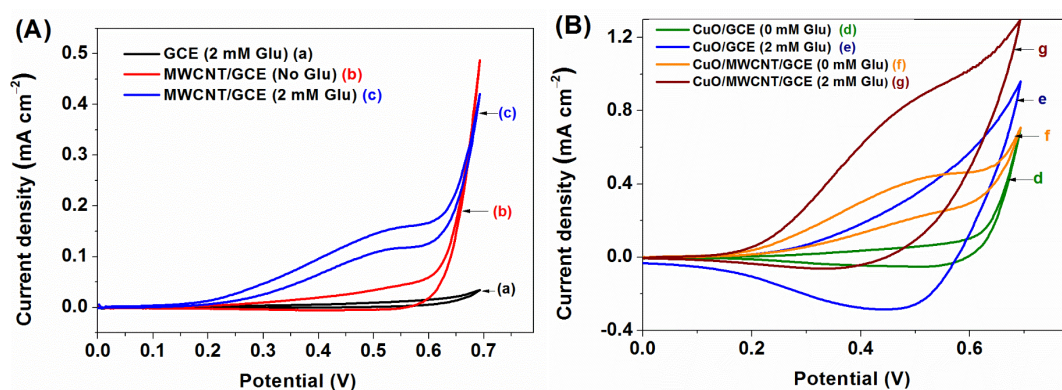 (A)
GCE (2 mM Glu) (a)
MWCNT/GCE (No Glu) (b)
MWCNT/GCE (2 mM Glu) (c)
(c)
(b)
(a)
0.5
0.4
0.3
0.2
0.1
0.0
Current density (mA cm⁻²)
0.0 0.1 0.2 0.3 0.4 0.5 0.6 0.7
Potential (V)
(B)
CuO/GCE (0 mM Glu) (d)
CuO/GCE (2 mM Glu) (e)
CuO/MWCNT/GCE (0 mM Glu) (f)
CuO/MWCNT/GCE (2 mM Glu) (g)
g
e
f
d
1.2
0.8
0.4
0.0
-0.4
Current density (mA cm⁻²)
0.0 0.2 0.4 0.6
Potential (V)